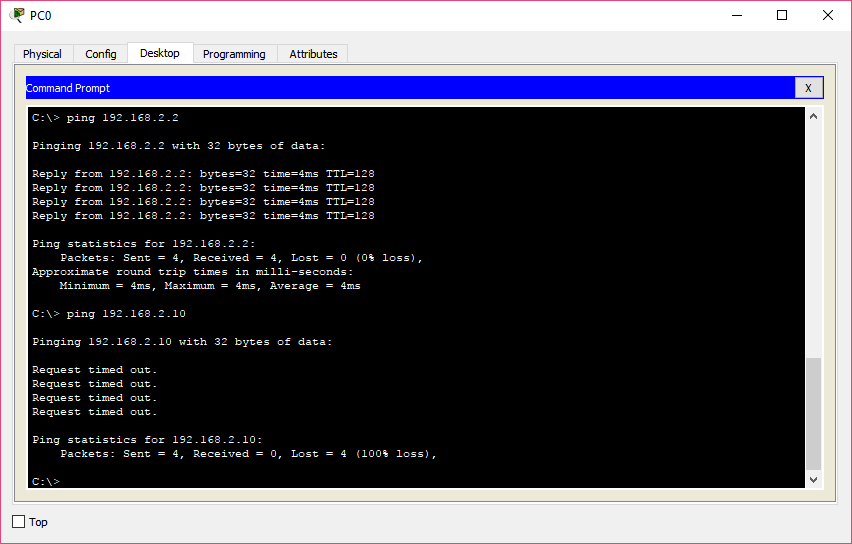 PC0
Physical Config Desktop Programming Attributes
Command Prompt X
C:\> ping 192.168.2.2
Pinging 192.168.2.2 with 32 bytes of data:
Reply from 192.168.2.2: bytes=32 time=4ms TTL=128
Reply from 192.168.2.2: bytes=32 time=4ms TTL=128
Reply from 192.168.2.2: bytes=32 time=4ms TTL=128
Reply from 192.168.2.2: bytes=32 time=4ms TTL=128
Ping statistics for 192.168.2.2:
Packets: Sent = 4, Received = 4, Lost = 0 (0% loss),
Approximate round trip times in milli-seconds:
Minimum = 4ms, Maximum = 4ms, Average = 4ms
C:\> ping 192.168.2.10
Pinging 192.168.2.10 with 32 bytes of data:
Request timed out.
Request timed out.
Request timed out.
Request timed out.
Ping statistics for 192.168.2.10:
Packets: Sent = 4, Received = 0, Lost = 4 (100% loss),
C:\>
Top